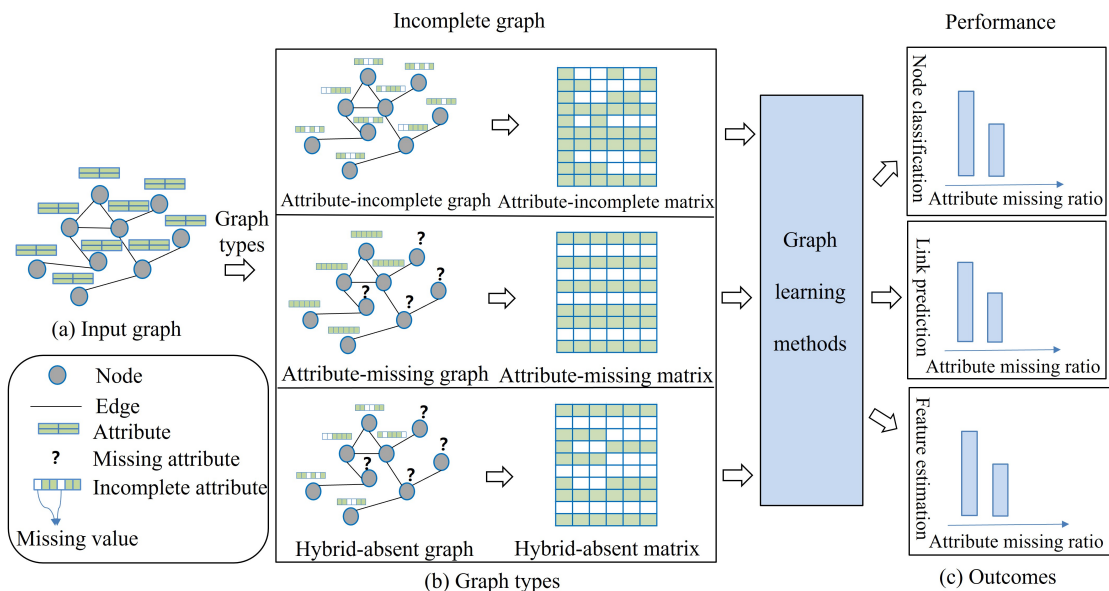 Incomplete graph
Performance
Graph
types
(a) Input graph
Node
Edge
Attribute
? Missing attribute
Incomplete attribute
Missing value
Attribute-incomplete graph
Attribute-incomplete matrix
?
?
?
?
Attribute-missing graph
Attribute-missing matrix
?
?
?
?
Hybrid-absent graph
Hybrid-absent matrix
(b) Graph types
Graph
learning
methods
Node classification
Attribute missing ratio
Link prediction
Attribute missing ratio
Feature estimation
Attribute missing ratio
(c) Outcomes